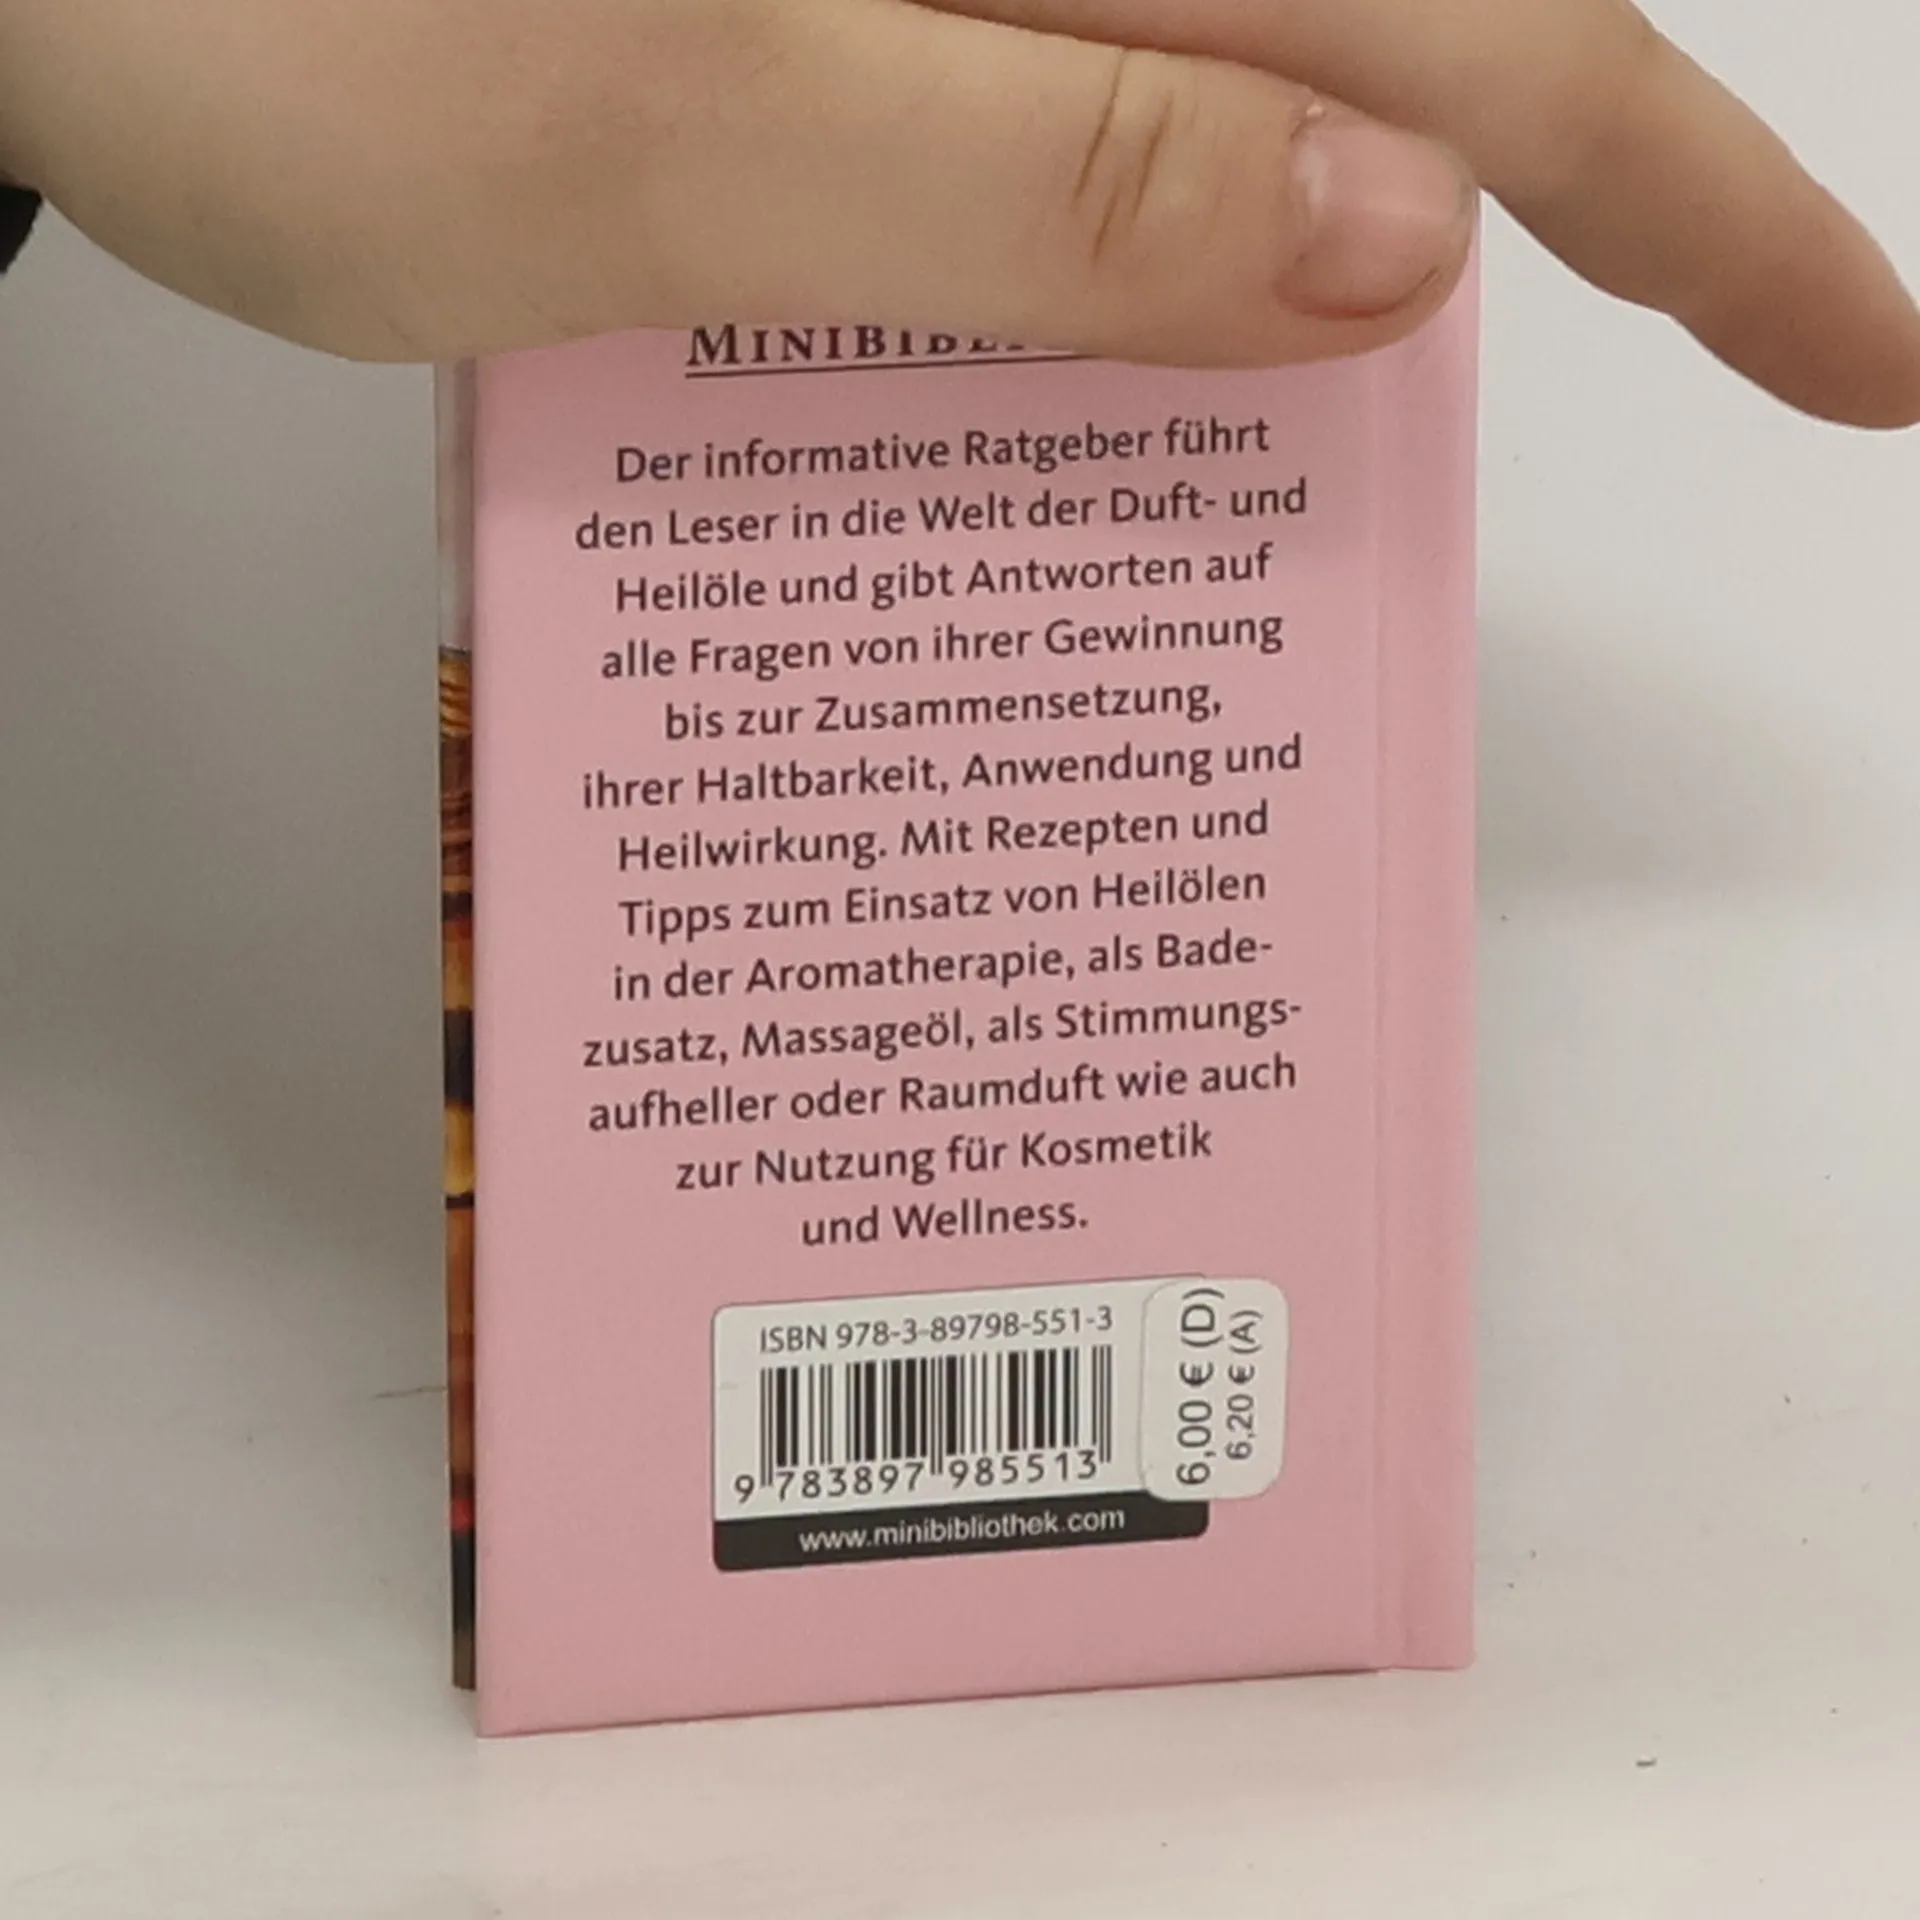 Der informative Ratgeber führt
den Leser in die Welt der Duft- und
Heilöle und gibt Antworten auf
alle Fragen von ihrer Gewinnung
bis zur Zusammensetzung,
ihrer Haltbarkeit, Anwendung und
Heilwirkung. Mit Rezepten und
Tipps zum Einsatz von Heilölen
in der Aromatherapie, als Bade-
zusatz, Massageöl, als Stimmungs-
aufheller oder Raumduft wie auch
zur Nutzung für Kosmetik
und Wellness.
ISBN 978-3-89798-551-3
9 783897 985513
www.minibibliothek.com
6,00 € (D)
6,20 € (A)